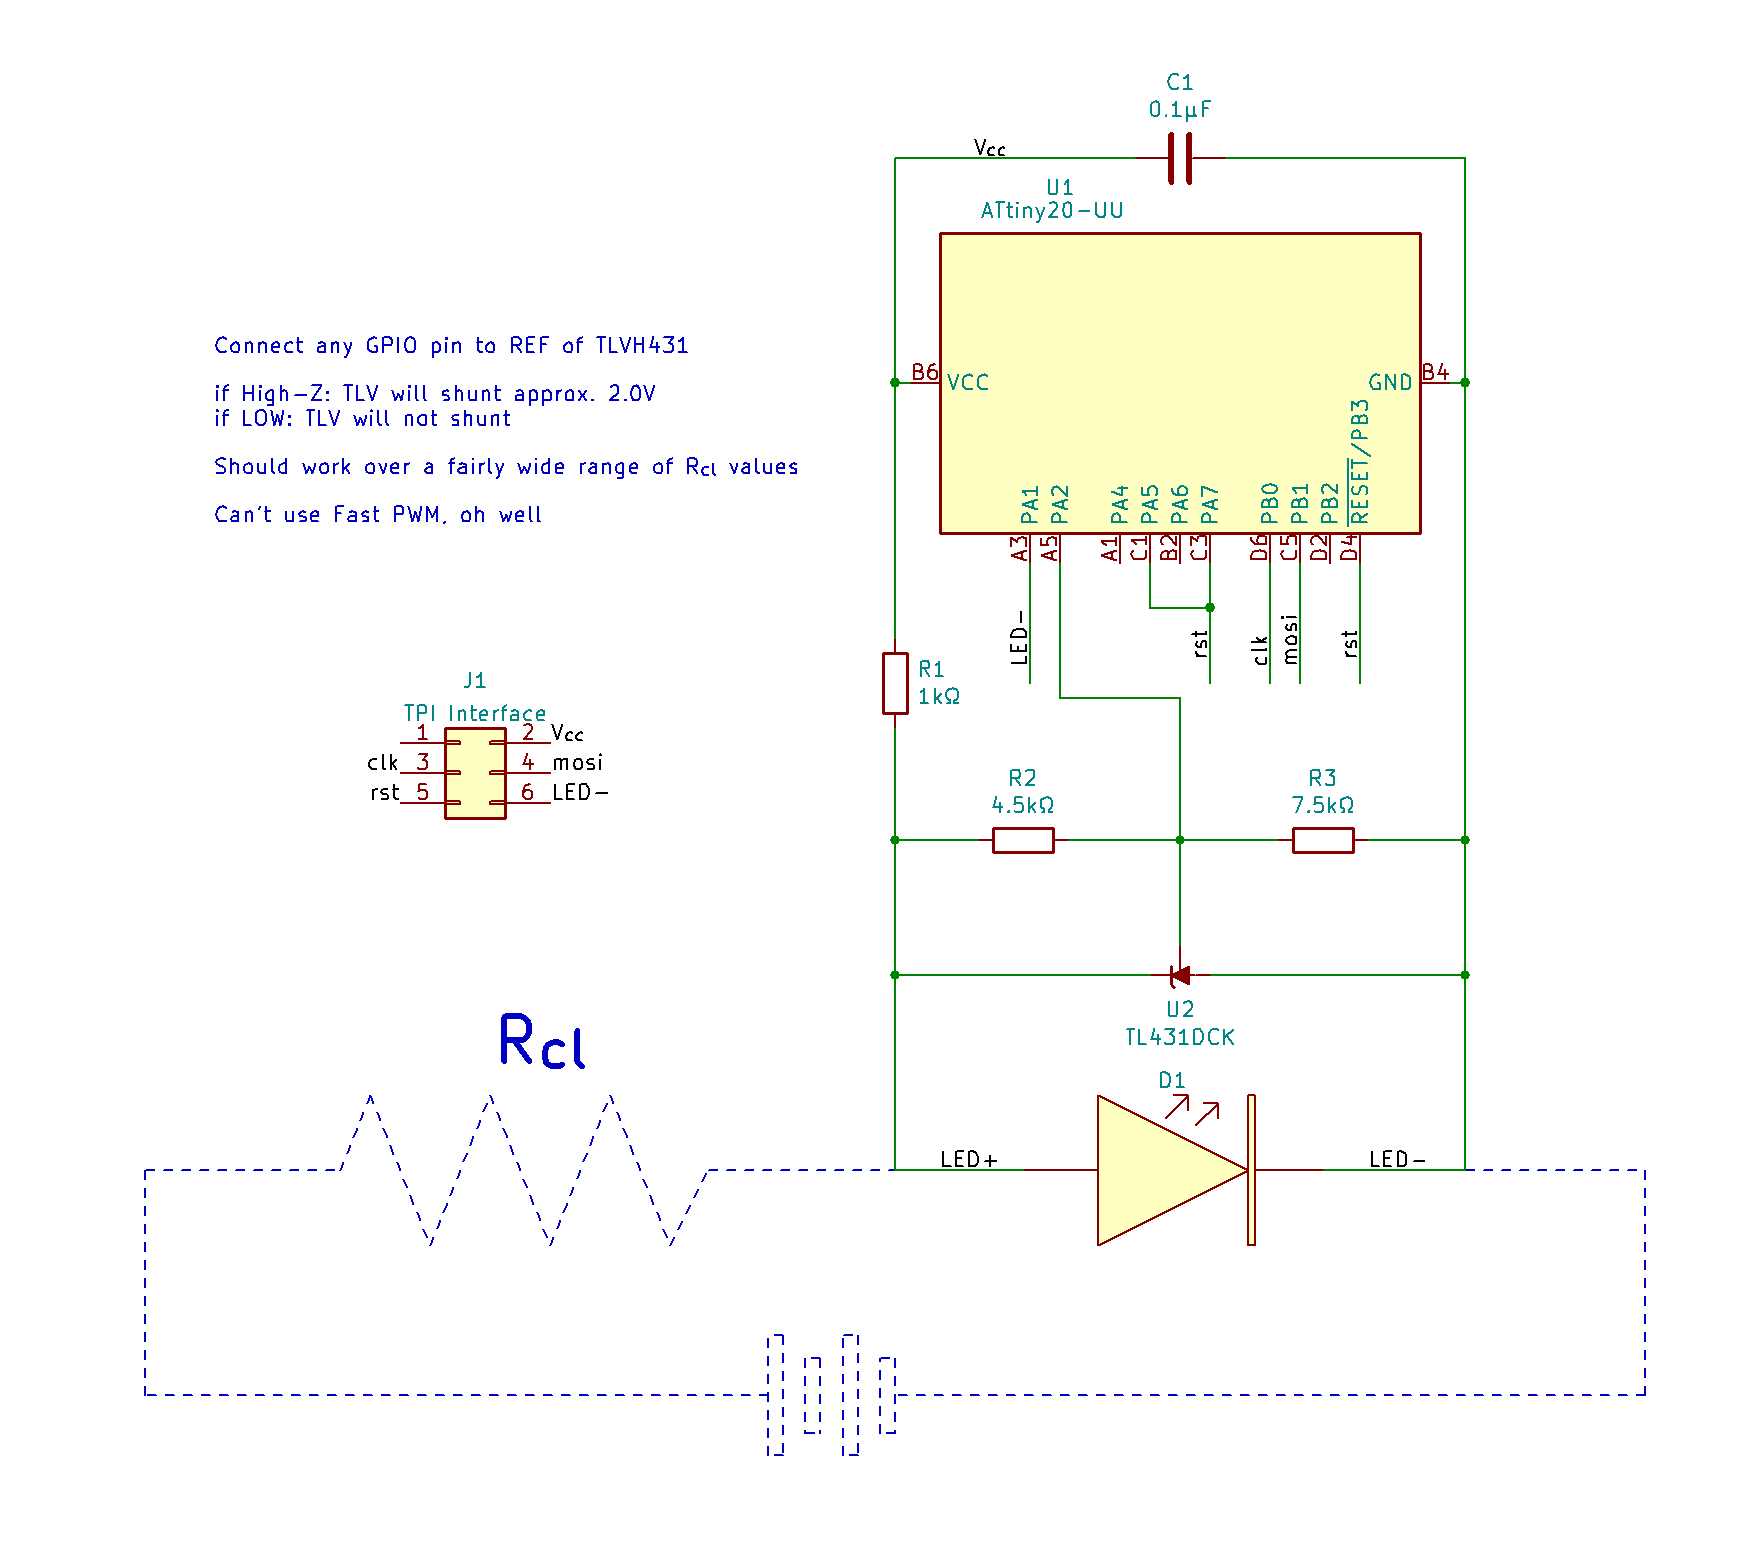 C1
0.1µF
Vcc
U1
ATtiny20-UU
Connect any GPIO pin to REF of TLVH431
if High-Z: TLV will shunt approx. 2.0V
if LOW: TLV will not shunt
Should work over a fairly wide range of Rcl values
Can't use Fast PWM, oh well
B6
VCC
GND
B4
PA1
PA2
PA4
PA5
PA6
PA7
PB0
PB1
PB2
RESET/PB3
A3
A5
A1
C1
B2
C3
D6
C5
D2
D4
LED-
rst
clk
mosi
rst
R1
1kΩ
J1
TPI Interface
1
2
Vcc
clk
3
4
mosi
rst
5
6
LED-
R2
4.5kΩ
R3
7.5kΩ
U2
TL431DCK
Rcl
D1
LED+
LED-